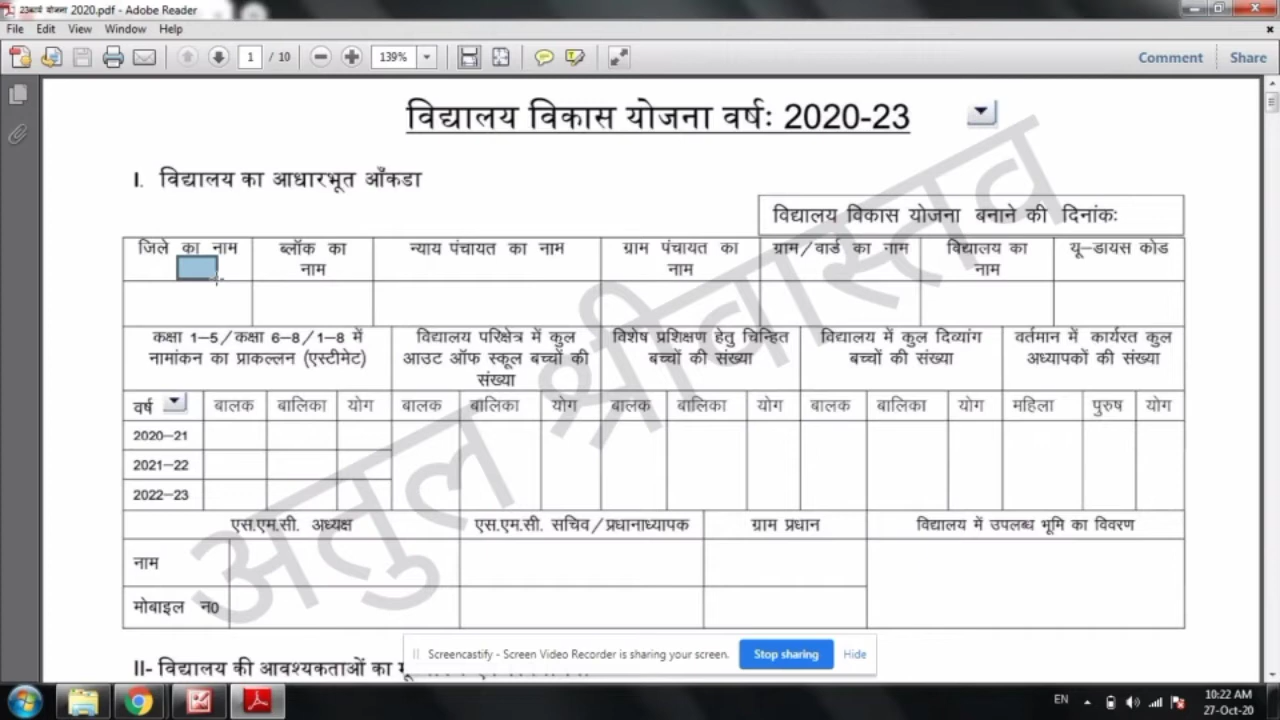 23कार्य योजना 2020.pdf - Adobe Reader
File Edit View Window Help
1 / 10 139% Comment Share
विद्यालय विकास योजना वर्षः 2020-23
I. विद्यालय का आधारभूत आँकडा
विद्यालय विकास योजना बनाने की दिनांकः
जिले का नाम ब्लॉक का नाम न्याय पंचायत का नाम ग्राम पंचायत का नाम ग्राम/वार्ड का नाम विद्यालय का नाम यू–डायस कोड
कक्षा 1–5/कक्षा 6–8/1–8 में नामांकन का प्राकल्लन (एस्टीमेट) विद्यालय परिक्षेत्र में कुल आउट ऑफ स्कूल बच्चों की संख्या विशेष प्रशिक्षण हेतु चिन्हित बच्चों की संख्या विद्यालय में कुल दिव्यांग बच्चों की संख्या वर्तमान में कार्यरत कुल अध्यापकों की संख्या
वर्ष बालक बालिका योग बालक बालिका योग बालक बालिका योग बालक बालिका योग महिला पुरुष योग
2020–21
2021–22
2022–23
एस.एम.सी. अध्यक्ष एस.एम.सी. सचिव/प्रधानाध्यापक ग्राम प्रधान विद्यालय में उपलब्ध भूमि का विवरण
नाम
मोबाइल न0
अतुल श्रीवास्तव
II- विद्यालय की आवश्यकताओं का
Screencastify - Screen Video Recorder is sharing your screen. Stop sharing Hide
EN 10:22 AM
27-Oct-20